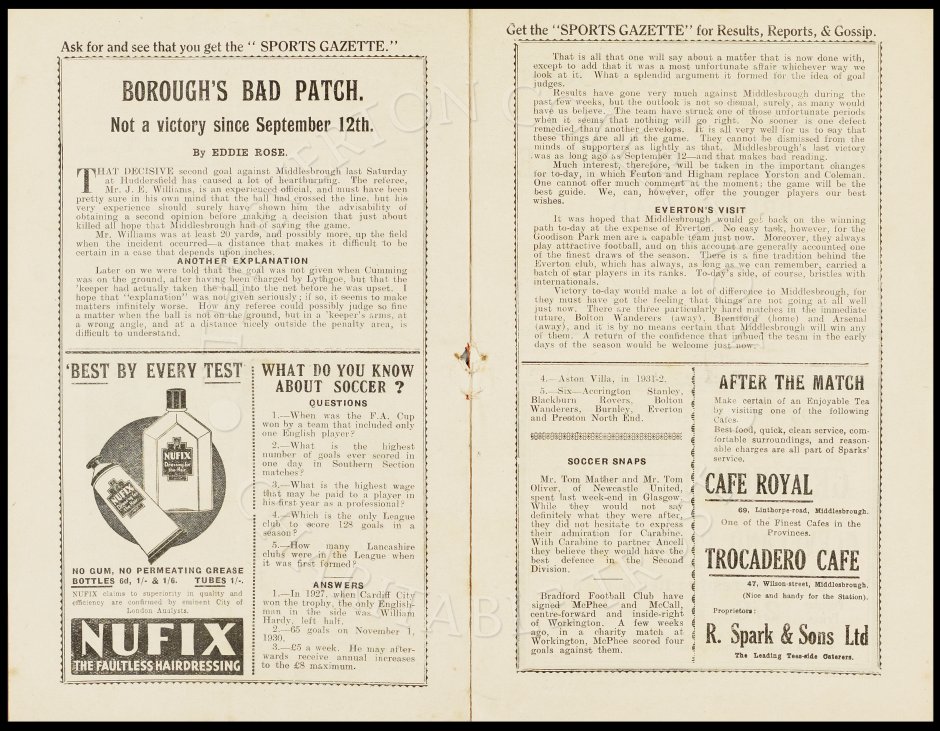 Ask for and see that you get the " SPORTS GAZETTE."
BOROUGH'S BAD PATCH.
Not a victory since September 12th.
By EDDIE ROSE.
THAT DECISIVE second goal against Middlesbrough last Saturday
at Huddersfield has caused a lot of heartburning. The referee,
Mr. J. E. Williams, is an experienced official, and must have been
pretty sure in his own mind that the ball had crossed the line, but his
very experience should surely have shown him the advisability of
obtaining a second opinion before making a decision that just about
killed all hope that Middlesbrough had of saving the game.
Mr. Williams was at least 20 yards, and possibly more, up the field
when the incident occurred—a distance that makes it difficult to be
certain in a case that depends upon inches.
ANOTHER EXPLANATION
Later on we were told that the goal was not given when Cumming
was on the ground, after having been charged by Lythgoe, but that the
'keeper had actually taken the ball into the net before he was upset. I
hope that "explanation" was not given seriously; if so, it seems to make
matters infinitely worse. How any referee could possibly judge so fine
a matter when the ball is not on the ground, but in a 'keeper's arms, at
a wrong angle, and at a distance nicely outside the penalty area, is
difficult to understand.
'BEST BY EVERY TEST
NUFIX
Dressing for
the Hair
NUFIX
NO GUM, NO PERMEATING GREASE
BOTTLES 6d, 1/- & 1/6. TUBES 1/-.
NUFIX claims to superiority in quality and
efficiency are confirmed by eminent City of
London Analysts.
NUFIX
THE FAULTLESS HAIRDRESSING
WHAT DO YOU KNOW
ABOUT SOCCER ?
QUESTIONS
1.—When was the F.A. Cup
won by a team that included only
one English player?
2.—What is the highest
number of goals ever scored in
one day in Southern Section
matches?
3.—What is the highest wage
that may be paid to a player in
his first year as a professional?
4.—Which is the only League
club to score 128 goals in a
season?
5.—How many Lancashire
clubs were in the League when
it was first formed?
ANSWERS
1.—In 1927, when Cardiff City
won the trophy, the only English-
man in the side was William
Hardy, left half.
2.—65 goals on November 1,
1930.
3.—£5 a week. He may after-
wards receive annual increases
to the £8 maximum.
Get the "SPORTS GAZETTE" for Results, Reports, & Gossip.
That is all that one will say about a matter that is now done with,
except to add that it was a most unfortunate affair whichever way we
look at it. What a splendid argument it formed for the idea of goal
judges.
Results have gone very much against Middlesbrough during the
past few weeks, but the outlook is not so dismal, surely, as many would
have us believe. The team have struck one of those unfortunate periods
when it seems that nothing will go right. No sooner is one defect
remedied than another develops. It is all very well for us to say that
these things are all in the game. They cannot be dismissed from the
minds of supporters as lightly as that. Middlesbrough's last victory
was as long ago as September 12—and that makes bad reading.
Much interest, therefore, will be taken in the important changes
for to-day, in which Fenton and Higham replace Yorston and Coleman.
One cannot offer much comment at the moment; the game will be the
best guide. We, can, however, offer the younger players our best
wishes.
EVERTON'S VISIT
It was hoped that Middlesbrough would get back on the winning
path to-day at the expense of Everton. No easy task, however, for the
Goodison Park men are a capable team just now. Moreover, they always
play attractive football, and on this account are generally accounted one
of the finest draws of the season. There is a fine tradition behind the
Everton club, which has always, as long as we can remember, carried a
batch of star players in its ranks. To-day's side, of course, bristles with
internationals.
Victory to-day would make a lot of difference to Middlesbrough, for
they must have got the feeling that things are not going at all well
just now. There are three particularly hard matches in the immediate
future, Bolton Wanderers (away), Brentford (home) and Arsenal
(away), and it is by no means certain that Middlesbrough will win any
of them. A return of the confidence that imbued the team in the early
days of the season would be welcome just now.
4.—Aston Villa, in 1931-2.
5.—Six—Accrington Stanley,
Blackburn Rovers, Bolton
Wanderers, Burnley, Everton
and Preston North End.
SOCCER SNAPS
Mr. Tom Mather and Mr. Tom
Oliver, of Newcastle United,
spent last week-end in Glasgow.
While they would not say
definitely what they were after,
they did not hesitate to express
their admiration for Carabine.
With Carabine to partner Ancell
they believe they would have the
best defence in the Second
Division.
Bradford Football Club have
signed McPhee and McCall,
centre-forward and inside-right
of Workington. A few weeks
ago, in a charity match at
Workington, McPhee scored four
goals against them.
AFTER THE MATCH
Make certain of an Enjoyable Tea
by visiting one of the following
Cafes.
Best food, quick, clean service, com-
fortable surroundings, and reason-
able charges are all part of Sparks'
service.
CAFE ROYAL
69, Linthorpe-road, Middlesbrough.
One of the Finest Cafes in the
Provinces.
TROCADERO CAFE
47, Wilson-street, Middlesbrough.
(Nice and handy for the Station).
Proprietors:
R. Spark & Sons Ltd
The Leading Tees-side Caterers.